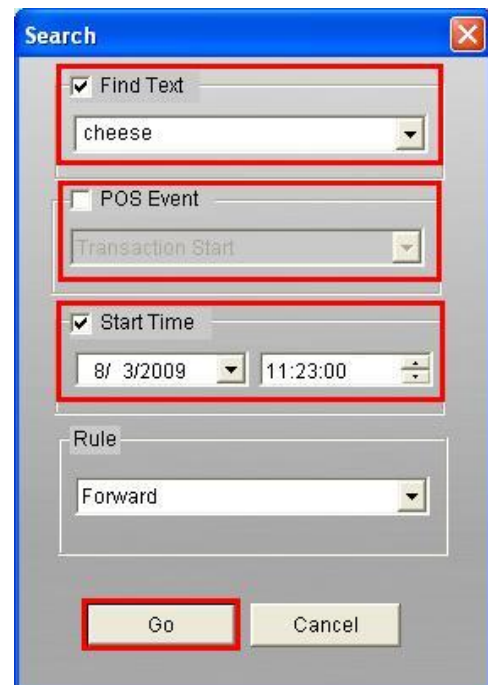 Search
Find Text
cheese
POS Event
Transaction Start
Start Time
8/ 3/2009 11:23:00
Rule
Forward
Go Cancel